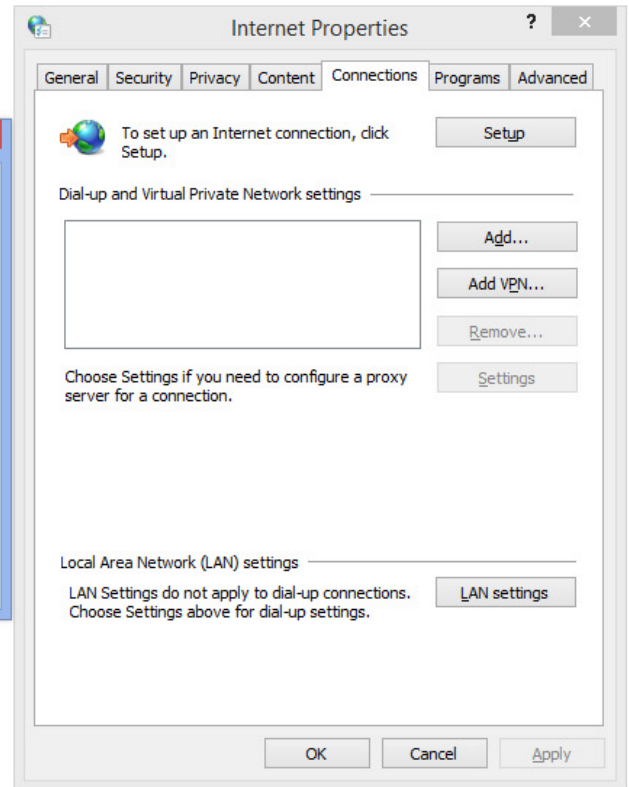 Internet Properties ?
General Security Privacy Content Connections Programs Advanced
To set up an Internet connection, click
Setup.
Setup
Dial-up and Virtual Private Network settings
Add...
Add VPN...
Remove...
Choose Settings if you need to configure a proxy
server for a connection.
Settings
Local Area Network (LAN) settings
LAN Settings do not apply to dial-up connections.
Choose Settings above for dial-up settings.
LAN settings
OK Cancel Apply